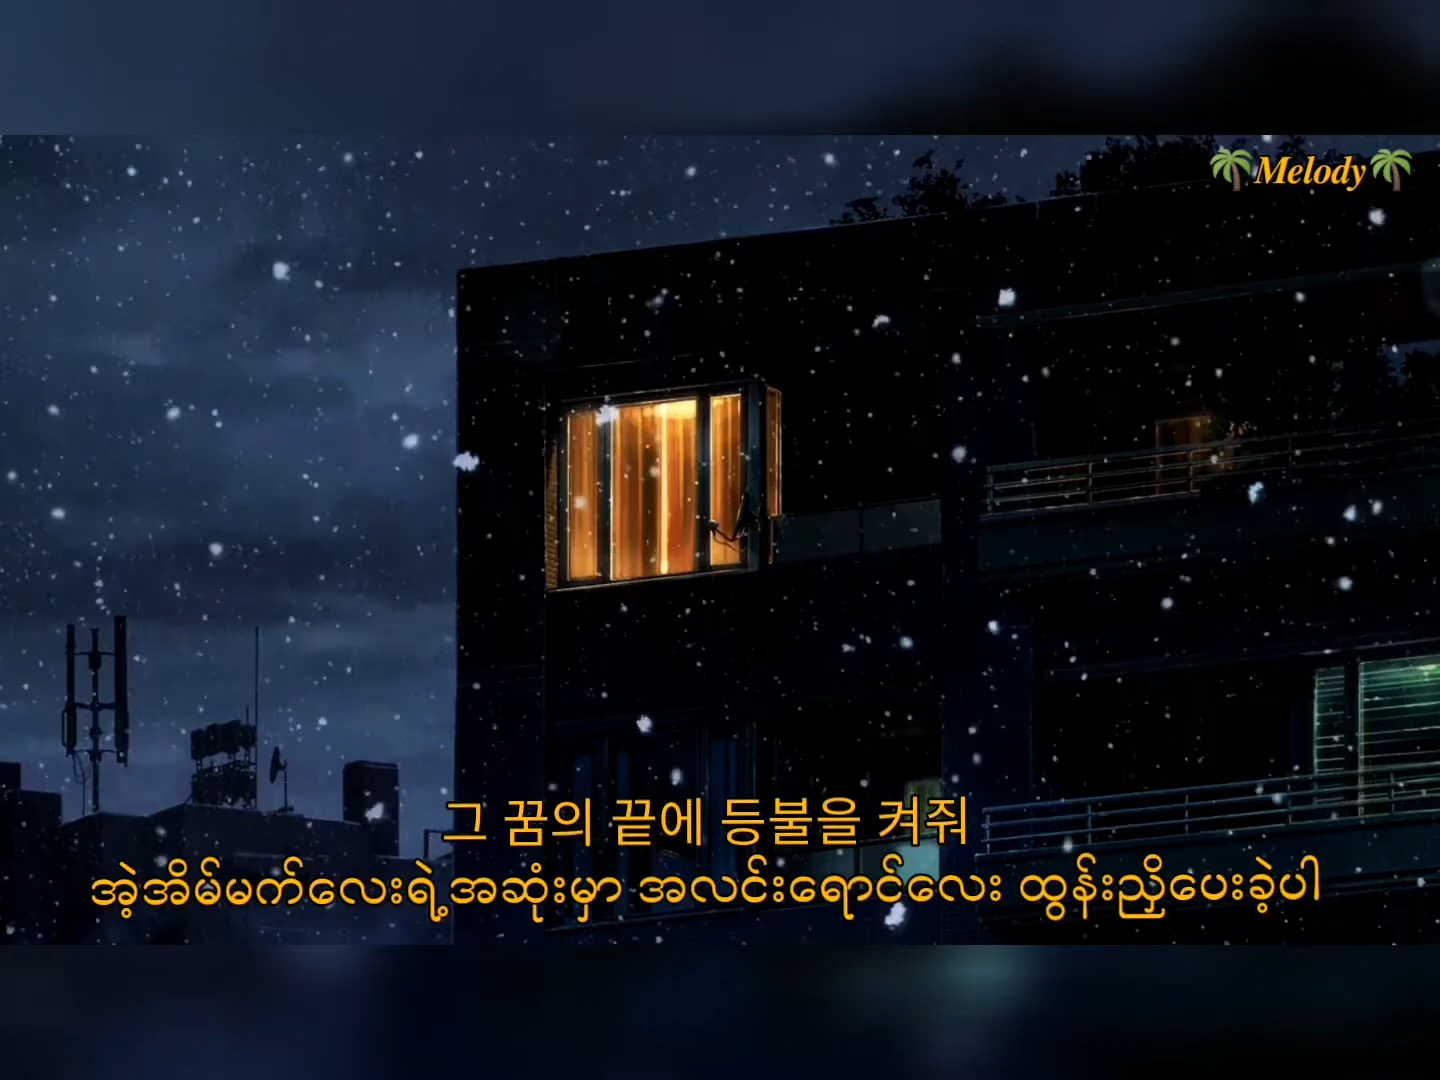 🌴Melody🌴
그 꿈의 끝에 등불을 켜줘
အဲ့အိမ်မက်လေးရဲ့အဆုံးမှာ အလင်းရောင်လေး ထွန်းညှိပေးခဲ့ပါ